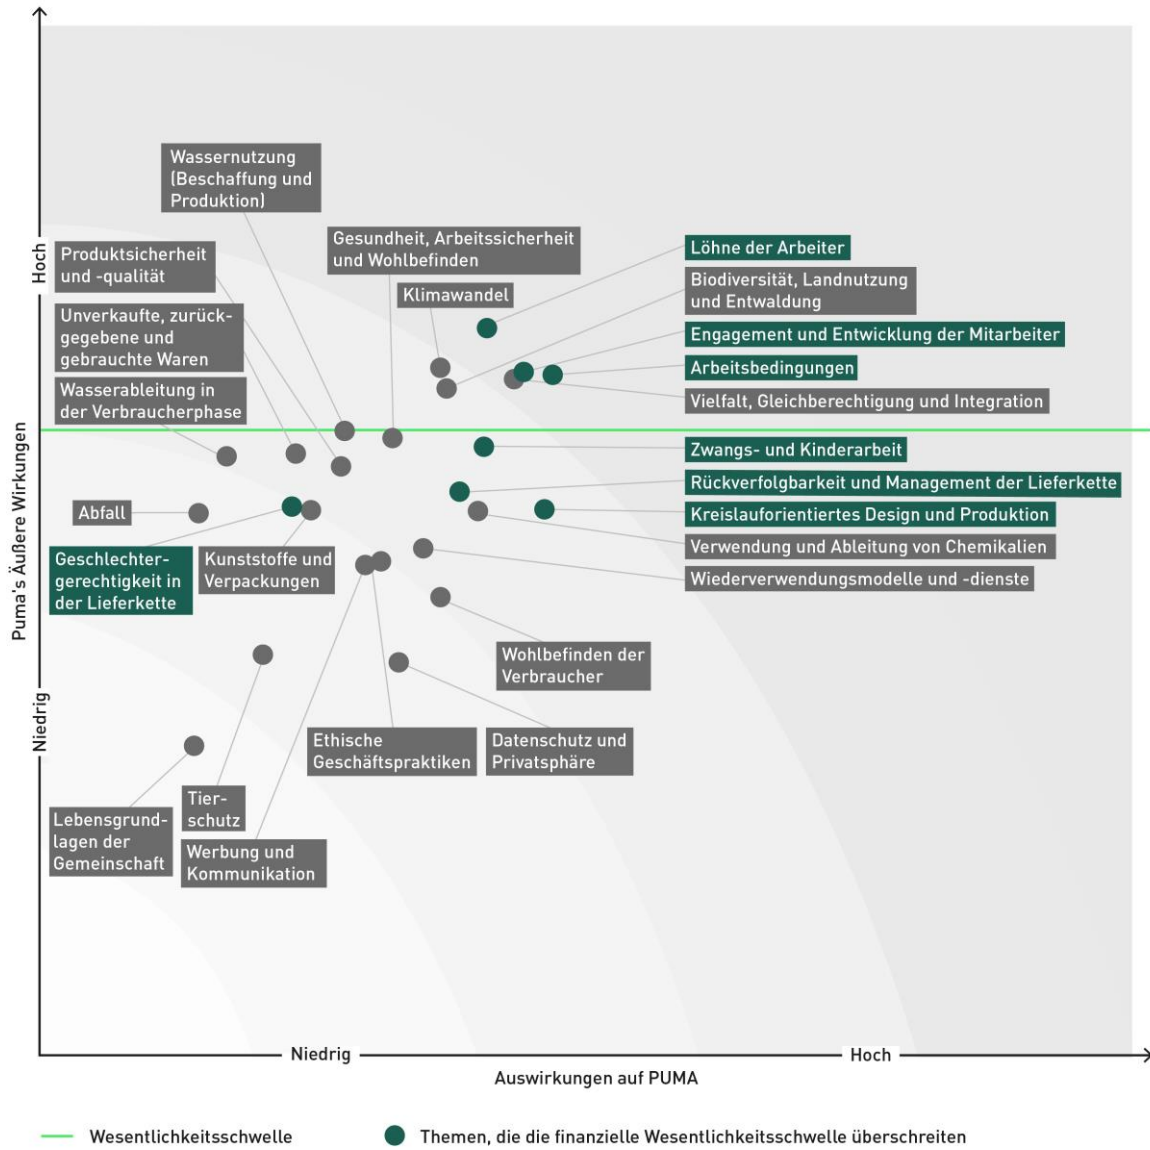 Wassernutzung
(Beschaffung und
Produktion)
Gesundheit, Arbeitssicherheit
und Wohlbefinden
Produktsicherheit
und -qualität
Klimawandel
Unverkaufte, zurück-
gegebene und
gebrauchte Waren
Wasserableitung in
der Verbraucherphase
Löhne der Arbeiter
Biodiversität, Landnutzung
und Entwaldung
Engagement und Entwicklung der Mitarbeiter
Arbeitsbedingungen
Vielfalt, Gleichberechtigung und Integration
Zwangs- und Kinderarbeit
Rückverfolgbarkeit und Management der Lieferkette
Kreislauforientiertes Design und Produktion
Verwendung und Ableitung von Chemikalien
Wiederverwendungsmodelle und -dienste
Abfall
Geschlechter-
gerechtigkeit in
der Lieferkette
Kunststoffe und
Verpackungen
Wohlbefinden der
Verbraucher
Ethische
Geschäftspraktiken
Datenschutz und
Privatsphäre
Tier-
schutz
Lebensgrund-
lagen der
Gemeinschaft
Werbung und
Kommunikation
Hoch
Puma's Äußere Wirkungen
Niedrig
Niedrig
Hoch
Auswirkungen auf PUMA
Wesentlichkeitsschwelle
Themen, die die finanzielle Wesentlichkeitsschwelle überschreiten